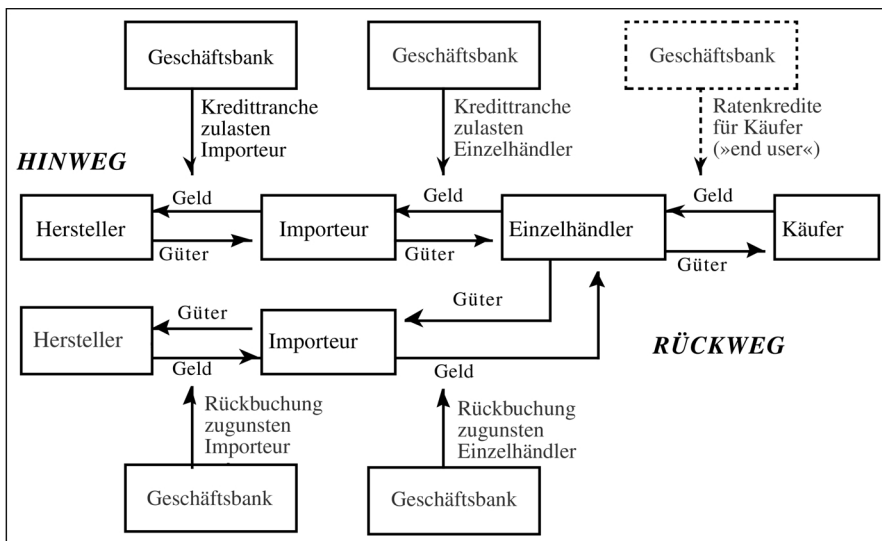 Geschäftsbank
Geschäftsbank
Geschäftsbank
Kredittranche
zulasten
Importeur
Kredittranche
zulasten
Einzelhändler
Ratenkredite
für Käufer
(»end user«)
HINWEG
Geld
Geld
Geld
Hersteller
Importeur
Einzelhändler
Käufer
Güter
Güter
Güter
Güter
Güter
Hersteller
Importeur
RÜCKWEG
Geld
Geld
Rückbuchung
zugunsten
Importeur
Rückbuchung
zugunsten
Einzelhändler
Geschäftsbank
Geschäftsbank